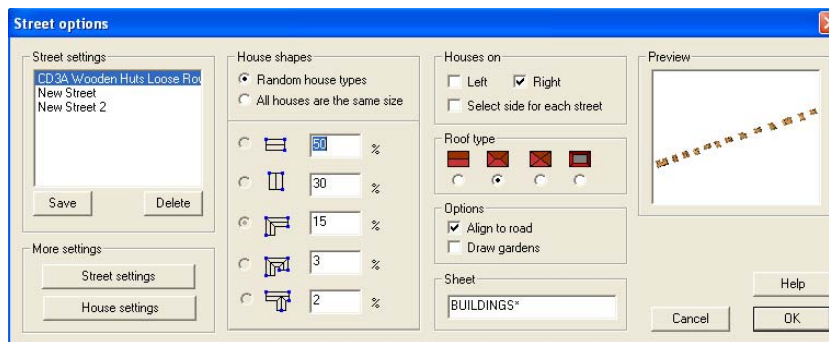 Street options
Street settings
CD3A Wooden Huts Loose Rov
New Street
New Street 2
Save
Delete
More settings
Street settings
House settings
House shapes
Random house types
All houses are the same size
50 %
30 %
15 %
3 %
2 %
Houses on
Left
Right
Select side for each street
Roof type
Options
Align to road
Draw gardens
Sheet
BUILDINGS*
Preview
Help
Cancel
OK